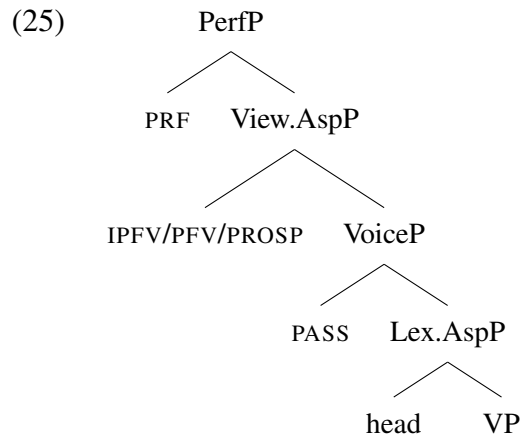 (25) PerfP
PRF View.AspP
IPFV/PFV/PROSP VoiceP
PASS Lex.AspP
head VP